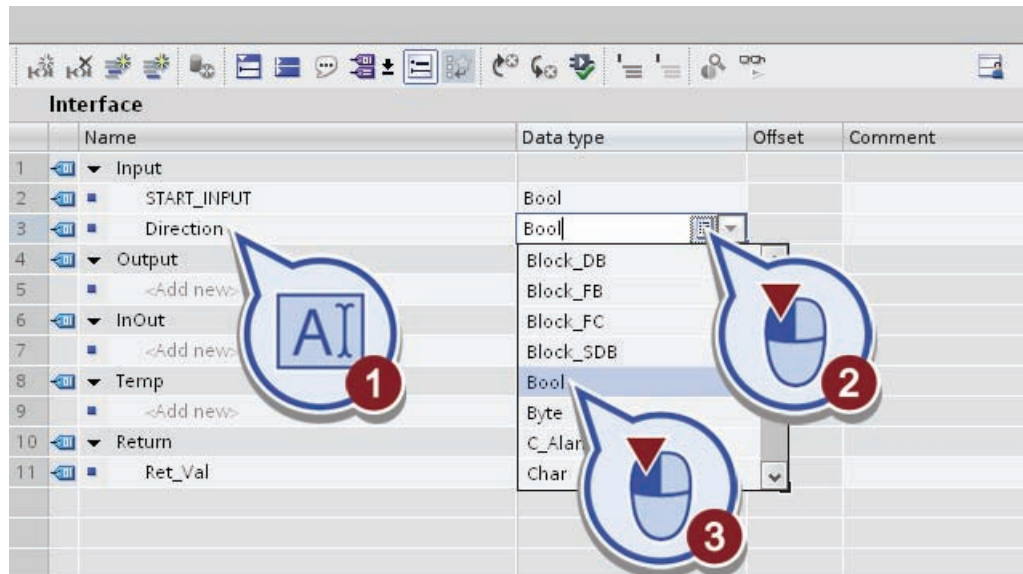 Interface
Name Data type Offset Comment
1 Input
2 START_INPUT Bool
3 Direction Bool
4 Output Block_DB
5 <Add new> Block_FB
6 InOut Block_FC
7 <Add new> Block_SDB
8 Temp Bool
9 <Add new> Byte
10 Return
11 Ret_Val Char
AI
1
2
3